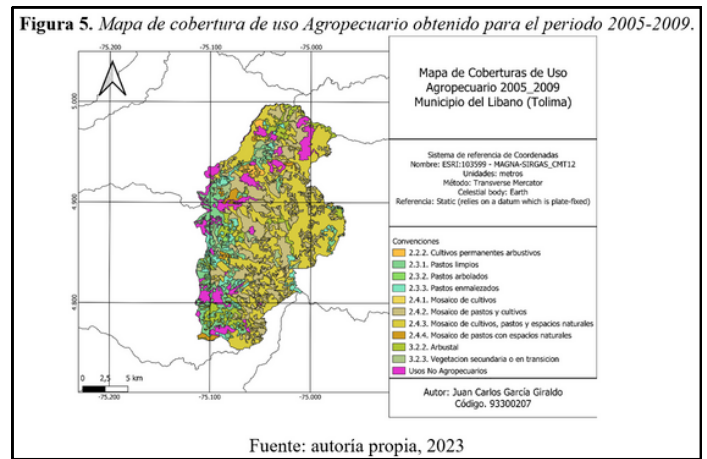 Figura 5. Mapa de cobertura de uso Agropecuario obtenido para el periodo 2005-2009.
-75.200
-75.100
-75.000
5.000
4.900
4.800
-75.200
-75.100
-75.000
0 2,5 5 km
Mapa de Coberturas de Uso
Agropecuario 2005_2009
Municipio del Libano (Tolima)
Sistema de referencia de Coordenadas
Nombre: ESRI:103599 - MAGNA-SIRGAS_CMT12
Unidades: metros
Método: Transverse Mercator
Celestial body: Earth
Referencia: Static (relies on a datum which is plate-fixed)
Convenciones
2.2.2. Cultivos permanentes arbustivos
2.3.1. Pastos limpios
2.3.2. Pastos arbolados
2.3.3. Pastos enmalezados
2.4.1. Mosaico de cultivos
2.4.2. Mosaico de pastos y cultivos
2.4.3. Mosaico de cultivos, pastos y espacios naturales
2.4.4. Mosaico de pastos con espacios naturales
3.2.2. Arbustal
3.2.3. Vegetacion secundaria o en transicion
Usos No Agropecuarios
Autor: Juan Carlos García Giraldo
Código. 93300207
Fuente: autoría propia, 2023